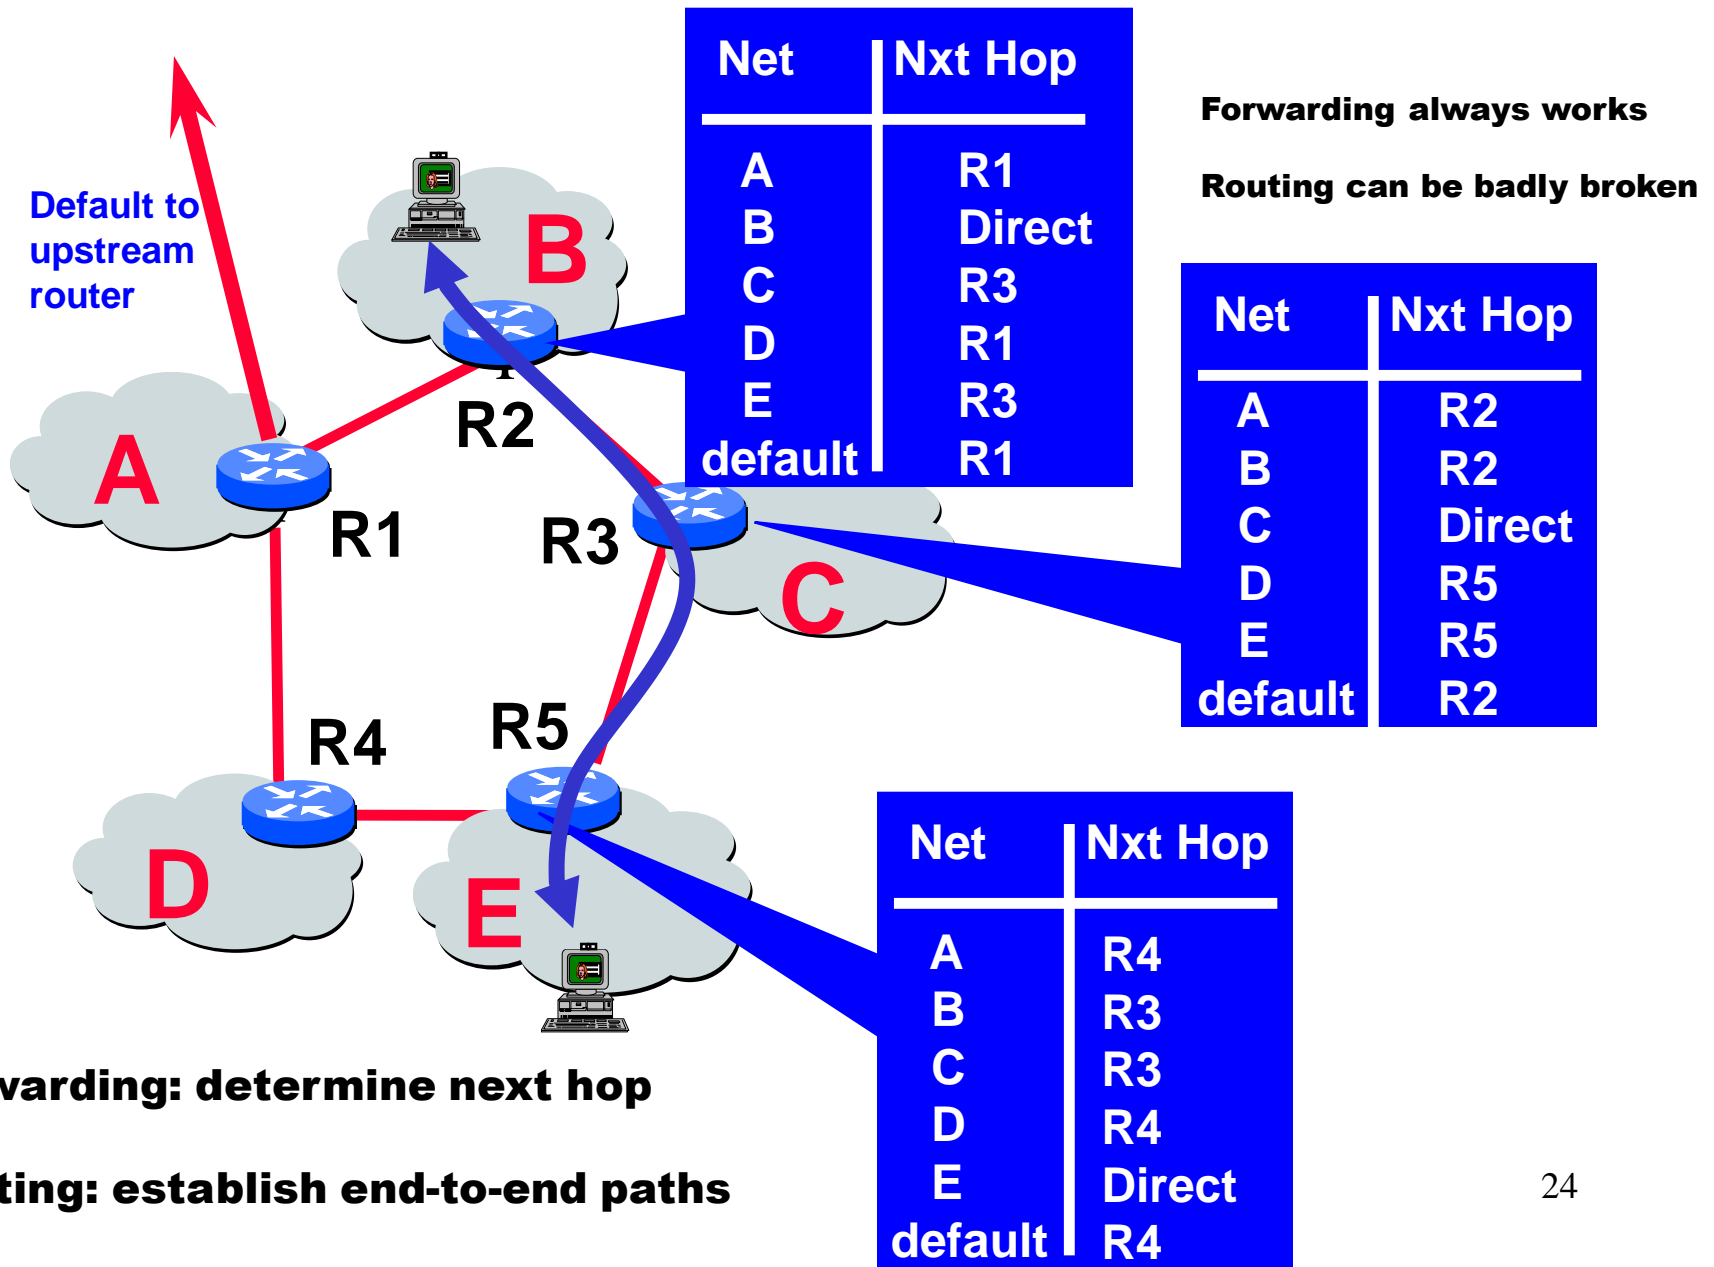 Net Nxt Hop
A R1
B Direct
C R3
D R1
E R3
default R1
Forwarding always works
Routing can be badly broken
Default to
upstream
router
B
R2
A
R1
R3
C
Net Nxt Hop
A R2
B R2
C Direct
D R5
E R5
default R2
R4
R5
D
E
Net Nxt Hop
A R4
B R3
C R3
D R4
E Direct
default R4
warding: determine next hop
ting: establish end-to-end paths
24